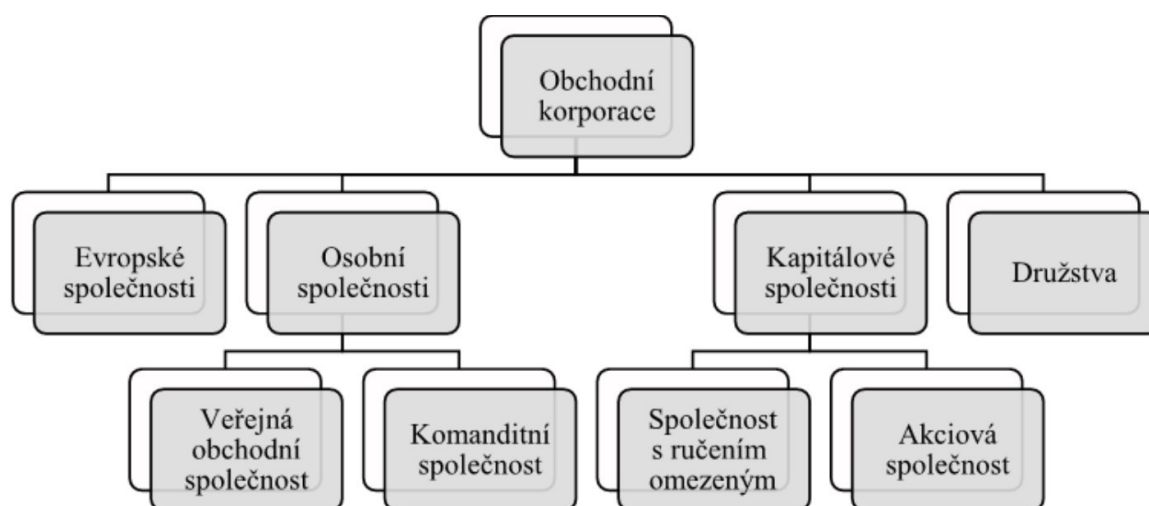 Obchodní
korporace
Evropské
společnosti
Osobní
společnosti
Kapitálové
společnosti
Družstva
Veřejná
obchodní
společnost
Komanditní
společnost
Společnost
s ručením
omezeným
Akciová
společnost